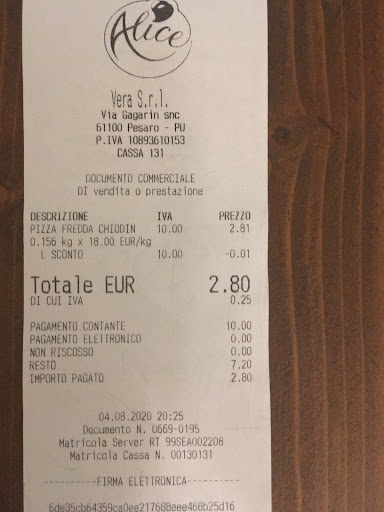 Alice
Vera S.r.l.
Via Gagarin snc
61100 Pesaro - PU
P.IVA 10893610153
CASSA 131
DOCUMENTO COMMERCIALE
DI vendita o prestazione
DESCRIZIONE IVA PREZZO
PIZZA FREDDA CHIODIN 10.00 2.81
0.156 kg x 18.00 EUR/kg
L SCONTO 10.00 -0.01
Totale EUR 2.80
DI CUI IVA 0.25
PAGAMENTO CONTANTE 10.00
PAGAMENTO ELETTRONICO 0.00
NON RISCOSSO 0.00
RESTO 7.20
IMPORTO PAGATO 2.80
04.08.2020 20:25
Documento N. 0669-0195
Matricola Server RT 99SEA002208
Matricola Cassa N. 00130131
----------FIRMA ELETTRONICA----------
6de35cb64359ca0ee217688eee468b25d16